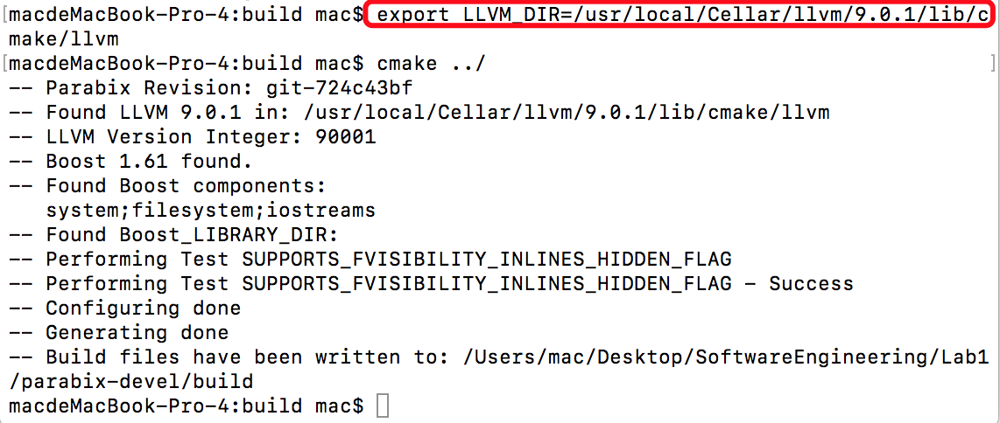 [macdeMacBook-Pro-4:build mac$ export LLVM_DIR=/usr/local/Cellar/llvm/9.0.1/lib/c
make/llvm
[macdeMacBook-Pro-4:build mac$ cmake ../ ]
-- Parabix Revision: git-724c43bf
-- Found LLVM 9.0.1 in: /usr/local/Cellar/llvm/9.0.1/lib/cmake/llvm
-- LLVM Version Integer: 90001
-- Boost 1.61 found.
-- Found Boost components:
   system;filesystem;iostreams
-- Found Boost_LIBRARY_DIR:
-- Performing Test SUPPORTS_FVISIBILITY_INLINES_HIDDEN_FLAG
-- Performing Test SUPPORTS_FVISIBILITY_INLINES_HIDDEN_FLAG - Success
-- Configuring done
-- Generating done
-- Build files have been written to: /Users/mac/Desktop/SoftwareEngineering/Lab1
/parabix-devel/build
macdeMacBook-Pro-4:build mac$